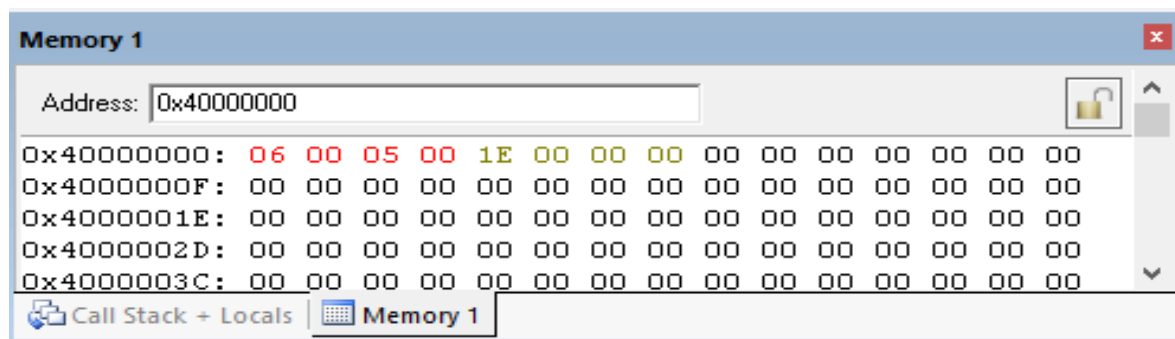 Memory 1
Address: 0x40000000
0x40000000: 06 00 05 00 1E 00 00 00 00 00 00 00 00 00 00
0x4000000F: 00 00 00 00 00 00 00 00 00 00 00 00 00 00 00
0x4000001E: 00 00 00 00 00 00 00 00 00 00 00 00 00 00 00
0x4000002D: 00 00 00 00 00 00 00 00 00 00 00 00 00 00 00
0x4000003C: 00 00 00 00 00 00 00 00 00 00 00 00 00 00 00
Call Stack + Locals Memory 1